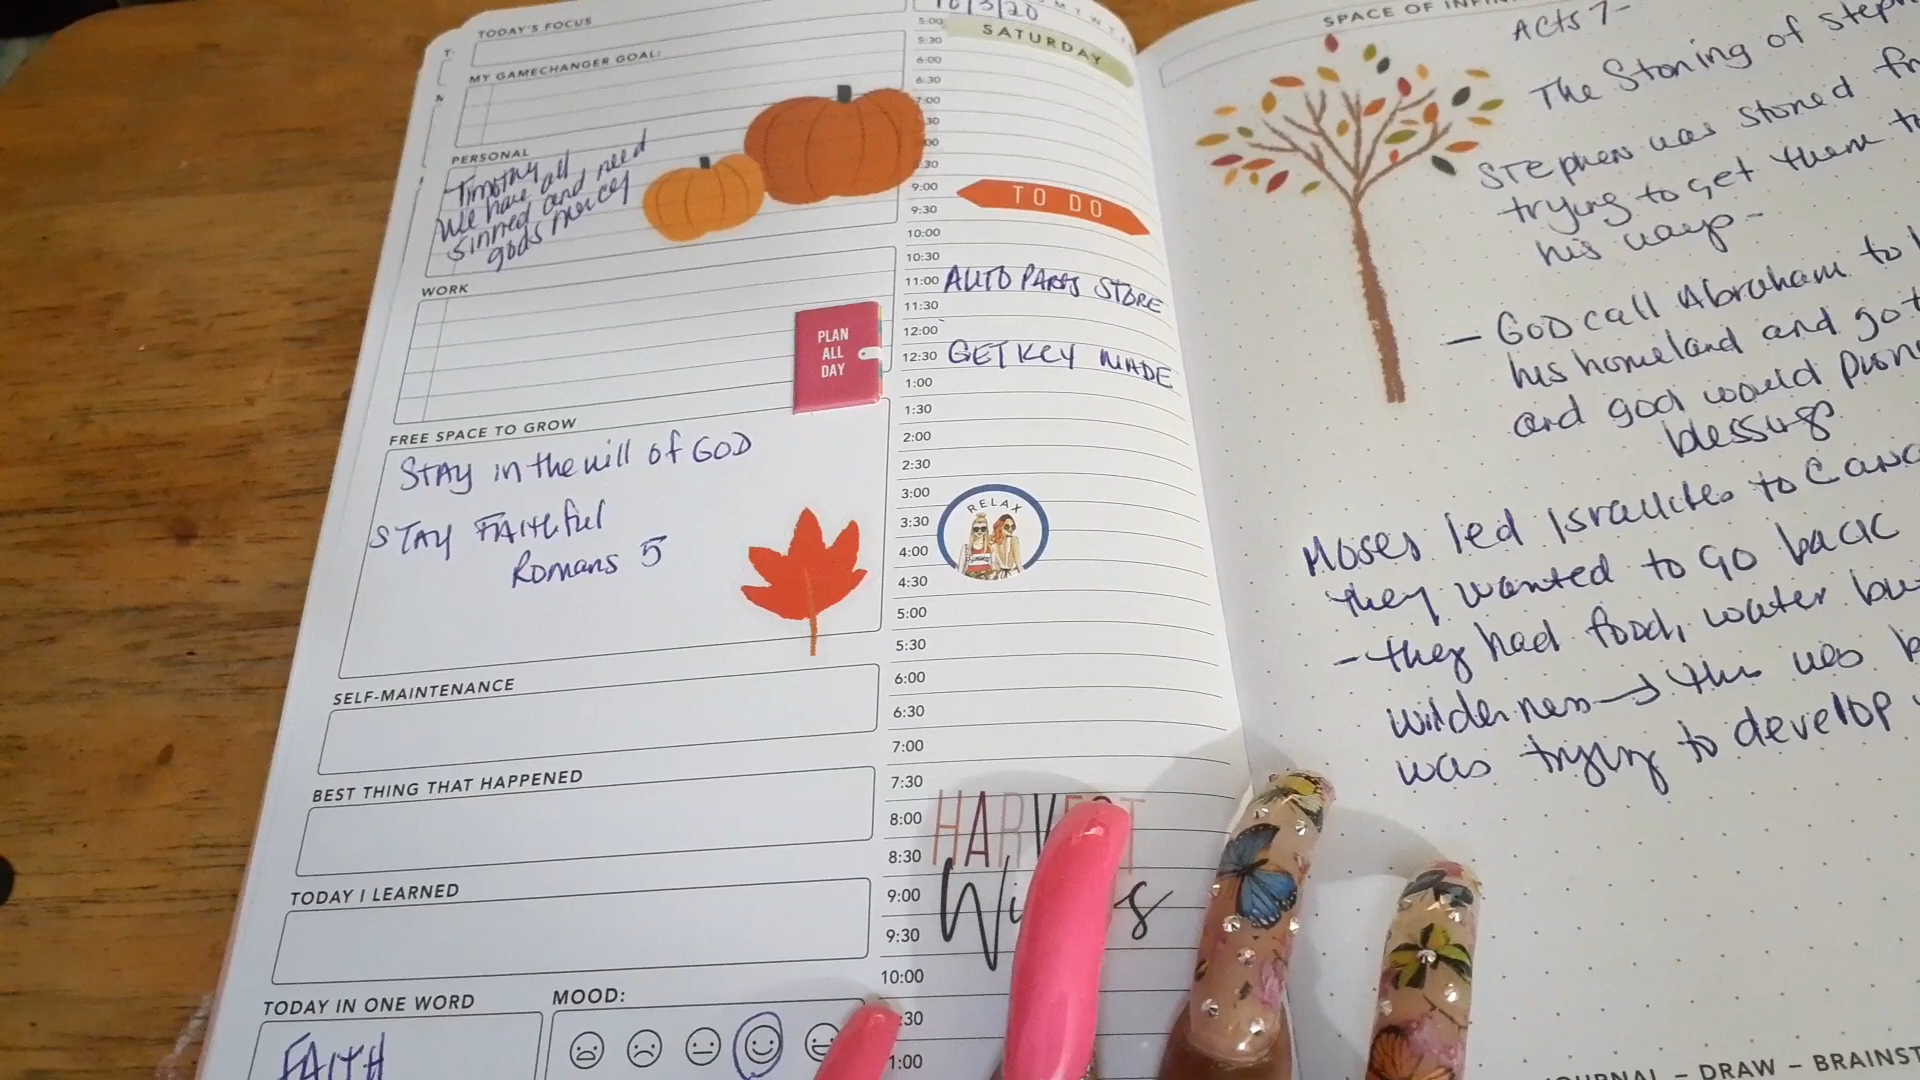 TODAY'S FOCUS
MY GAMECHANGER GOAL:
PERSONAL
Timothy
We have all
sinned and need
gods mercy
WORK
PLAN
ALL
DAY
FREE SPACE TO GROW
STAY in the will of GOD
STAY FAITHful
Romans 5
SELF-MAINTENANCE
BEST THING THAT HAPPENED
TODAY I LEARNED
TODAY IN ONE WORD
FAITH
MOOD:
10/3/20
SATURDAY
5:00
5:30
6:00
6:30
7:00
9:00
TO DO
9:30
10:00
10:30
11:00 AUTO PARTS STORE
11:30
12:00
12:30 GET KEY MADE
1:00
1:30
2:00
2:30
3:00
RELAX
3:30
4:00
4:30
5:00
5:30
6:00
6:30
7:00
7:30
8:00
8:30
9:00
9:30
10:00
SPACE OF
Acts 7-
The Stoning of
STEphen was stoned
trying to get them
his ways-
- GOD call Abraham to
his homeland and
and god would
blessings
Moses led Israelites to
they wanted to go back
- they had food, water
wilderness → this was
was trying to develop
- DRAW -